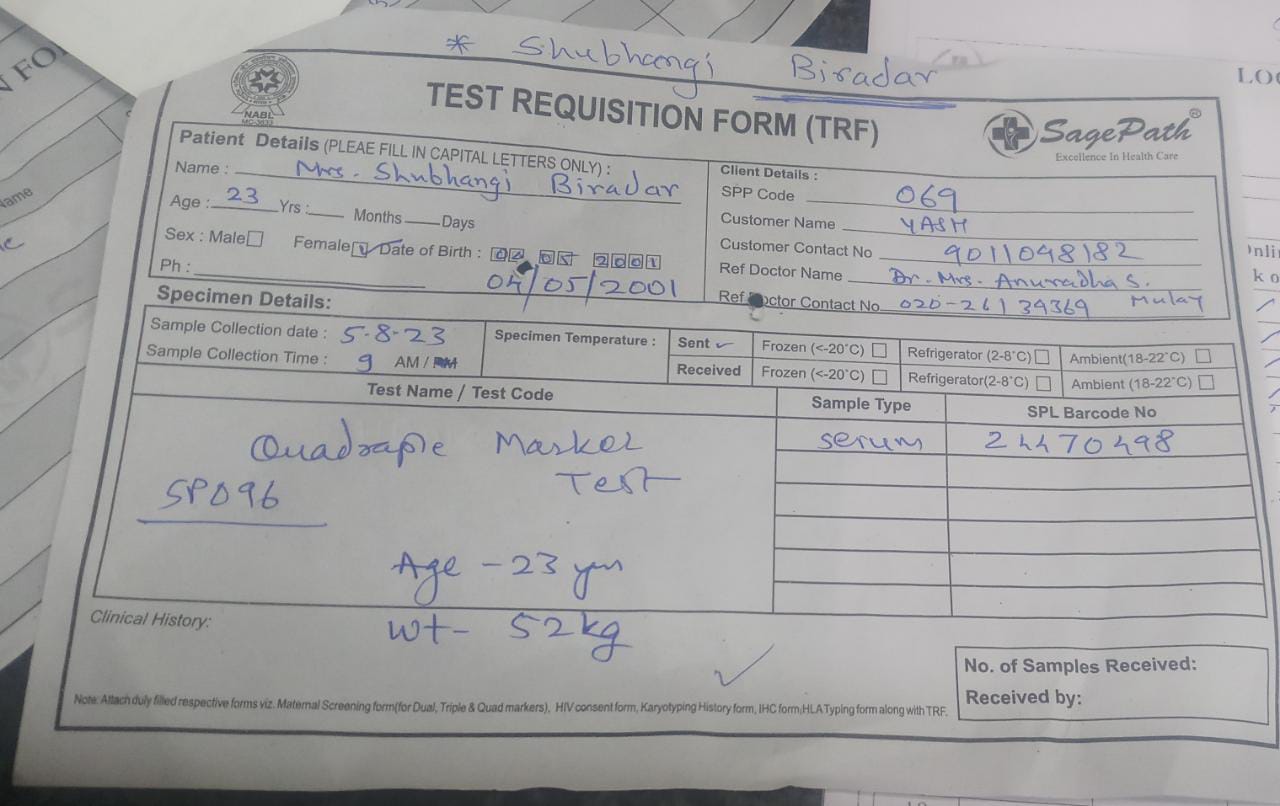 * Shubhangi Biradar
NABL
MC-3633
TEST REQUISITION FORM (TRF)
SagePath®
Excellence In Health Care
Patient Details (PLEAE FILL IN CAPITAL LETTERS ONLY) :
Name : Mrs. Shubhangi Biradar
Age : 23 Yrs : Months Days
Sex : Male Female Date of Birth : 04 05 2001
04/05/2001
Ph :
Client Details :
SPP Code 069
Customer Name YASH
Customer Contact No 9011098182
Ref Doctor Name Dr. Mrs. Anuradha S. Mulay
Ref Doctor Contact No. 020-26134369
Specimen Details:
Sample Collection date : 5-8-23
Sample Collection Time : 9 AM / PM
Specimen Temperature :
Sent ✓ Frozen (<-20°C) Refrigerator (2-8°C) Ambient(18-22°C)
Received Frozen (<-20°C) Refrigerator(2-8°C) Ambient (18-22°C)
Test Name / Test Code Sample Type SPL Barcode No
Quadraple Marker serum 24470498
Test
SP096
Age - 23 yrs
Clinical History:
Wt- 52kg
No. of Samples Received:
Received by:
Note: Attach duly filled respective forms viz. Maternal Screening form(for Dual, Triple & Quad markers), HIV consent form, Karyotyping History form, IHC form,HLA Typing form along with TRF.